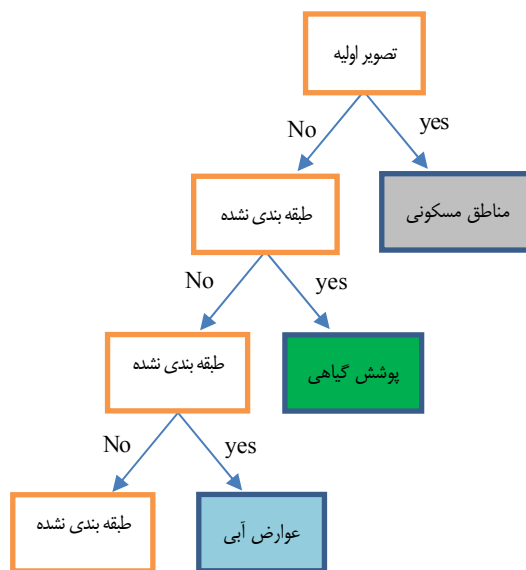 تصویر اولیه
No
yes
طبقه بندی نشده
مناطق مسکونی
No
yes
طبقه بندی نشده
پوشش گیاهی
No
yes
طبقه بندی نشده
عوارض آبی